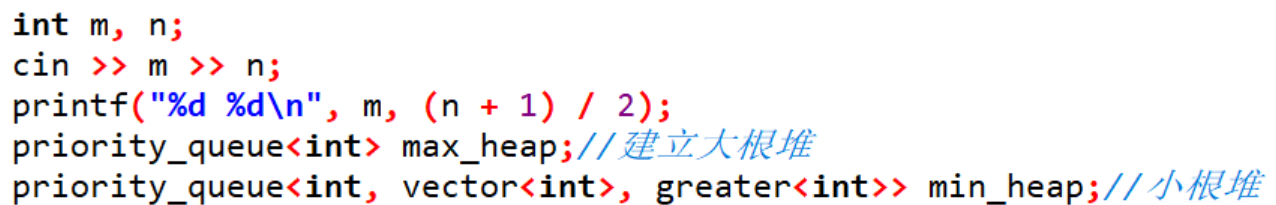 int m, n;
cin >> m >> n;
printf("%d %d\n", m, (n + 1) / 2);
priority_queue<int> max_heap;//建立大根堆
priority_queue<int, vector<int>, greater<int>> min_heap;//小根堆